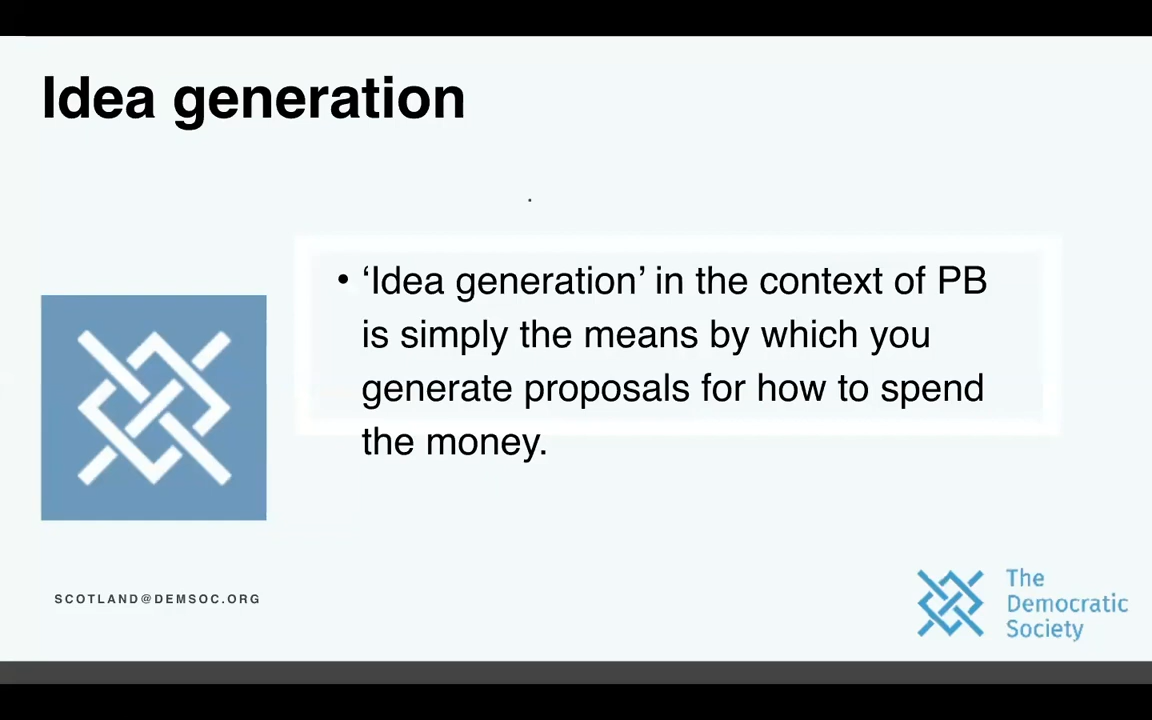 Idea generation
• ‘Idea generation’ in the context of PB
is simply the means by which you
generate proposals for how to spend
the money.
SCOTLAND@DEMSOC.ORG
The
Democratic
Society